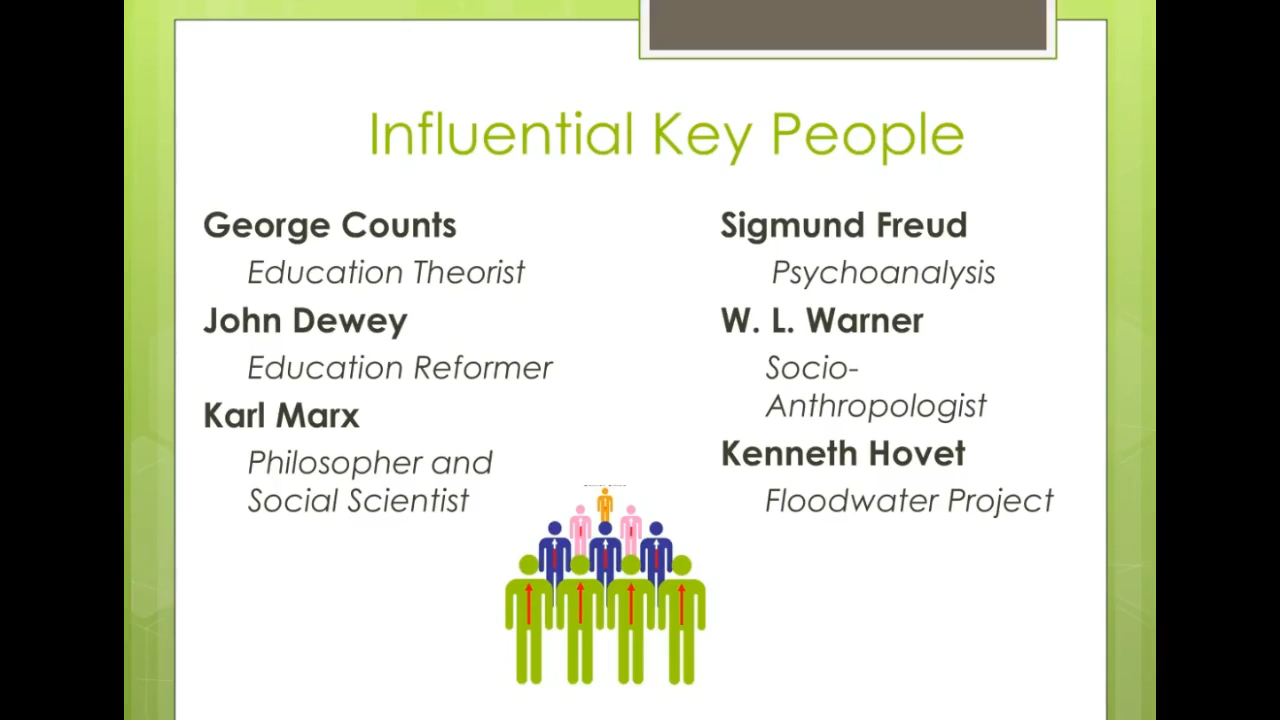 Influential Key People
George Counts
Education Theorist
John Dewey
Education Reformer
Karl Marx
Philosopher and
Social Scientist
Sigmund Freud
Psychoanalysis
W. L. Warner
Socio-
Anthropologist
Kenneth Hovet
Floodwater Project